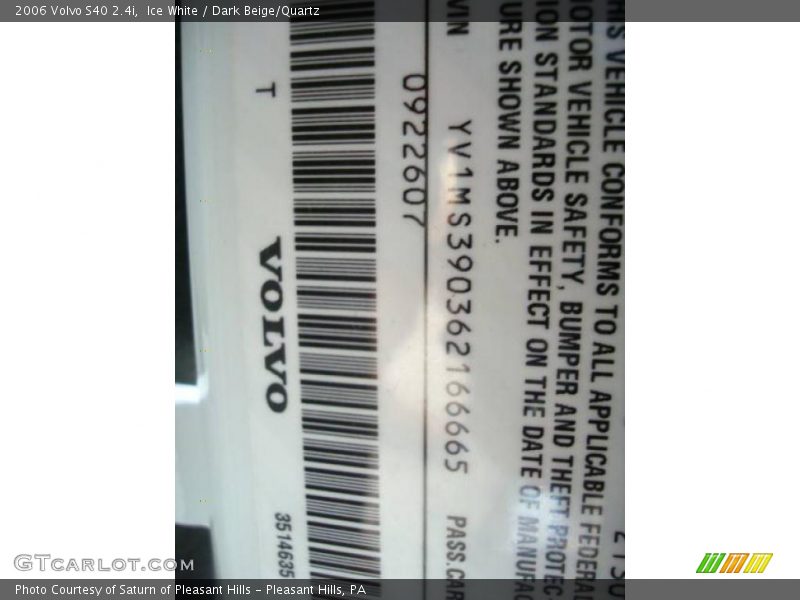 2006 Volvo S40 2.4i,  Ice White / Dark Beige/Quartz
HIS VEHICLE CONFORMS TO ALL APPLICABLE FEDERAL
MOTOR VEHICLE SAFETY, BUMPER AND THEFT PROTEC
ION STANDARDS IN EFFECT ON THE DATE OF MANUFAC
URE SHOWN ABOVE.
VIN YV1MS390362166665 PASS.CAR
0922607
T VOLVO 3514635
GTCARLOT.COM
Photo Courtesy of Saturn of Pleasant Hills – Pleasant Hills, PA